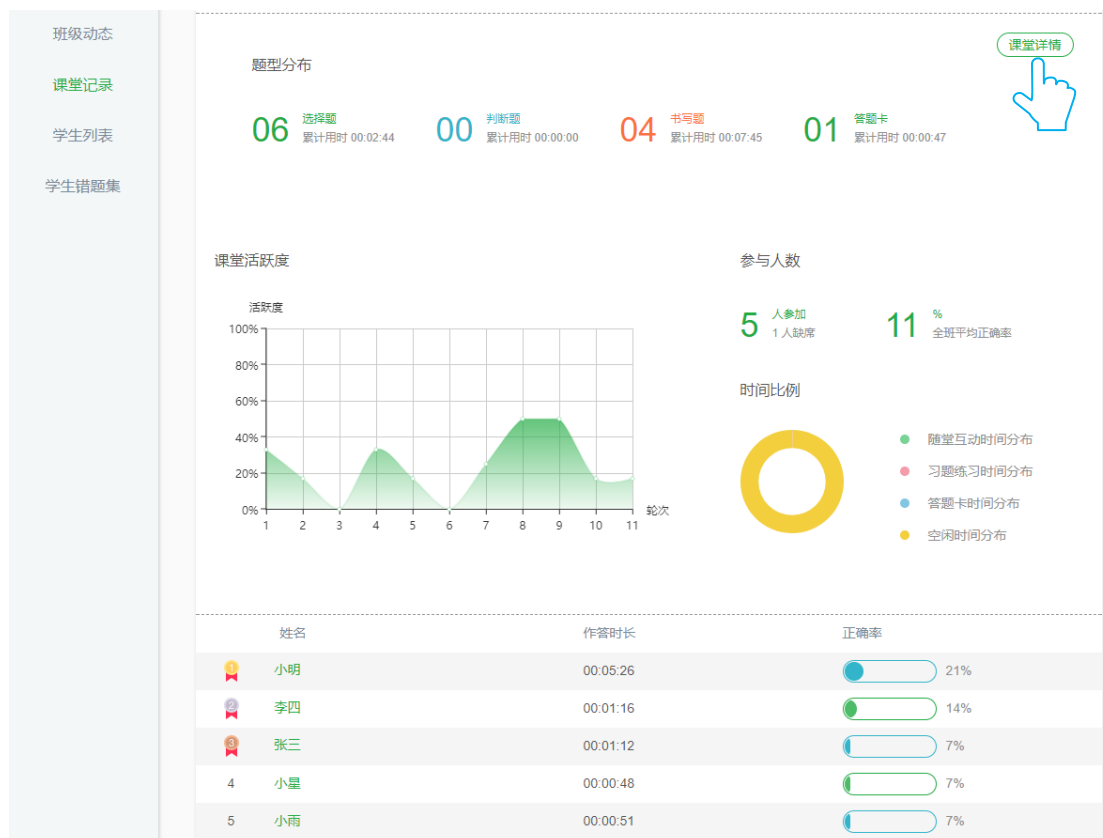 班级动态
课堂记录
学生列表
学生错题集
课堂详情
题型分布
06 选择题 累计用时 00:02:44
00 判断题 累计用时 00:00:00
04 书写题 累计用时 00:07:45
01 答题卡 累计用时 00:00:47
课堂活跃度
活跃度
100%
80%
60%
40%
20%
0%
1 2 3 4 5 6 7 8 9 10 11 轮次
参与人数
5 人参加 1 人缺席
11 % 全班平均正确率
时间比例
随堂互动时间分布
习题练习时间分布
答题卡时间分布
空闲时间分布
姓名 作答时长 正确率
1 小明 00:05:26 21%
2 李四 00:01:16 14%
3 张三 00:01:12 7%
4 小星 00:00:48 7%
5 小雨 00:00:51 7%